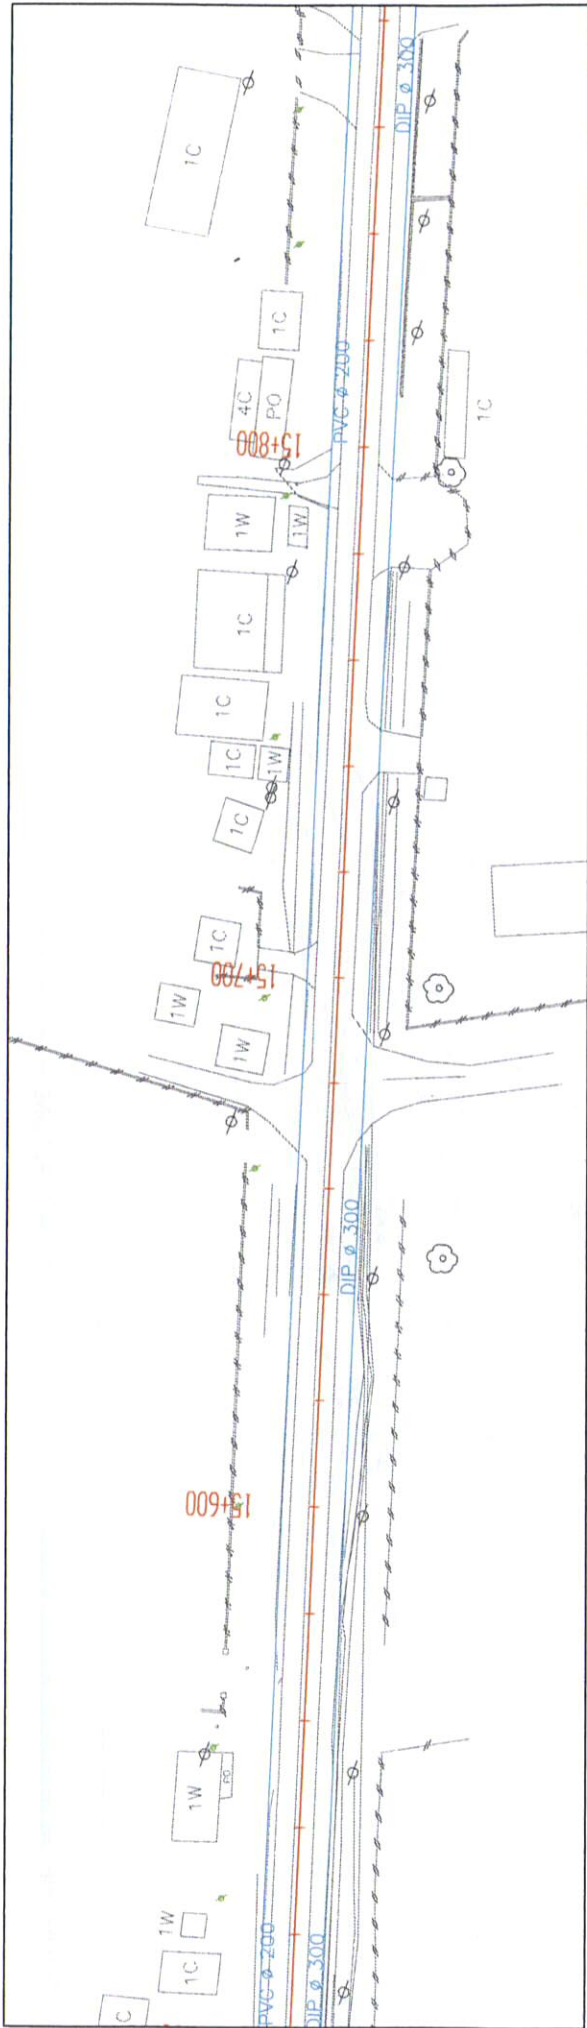 DIP ø 300
1C
1C
4C
PO
PVC ø 200
15+800
1C
1W
1W
1C
1C
1C
1W
1C
1C
15+700
1W
1W
DIP ø 300
15+600
1W
PO
1W
1C
PVC ø 200
DIP ø 300
C